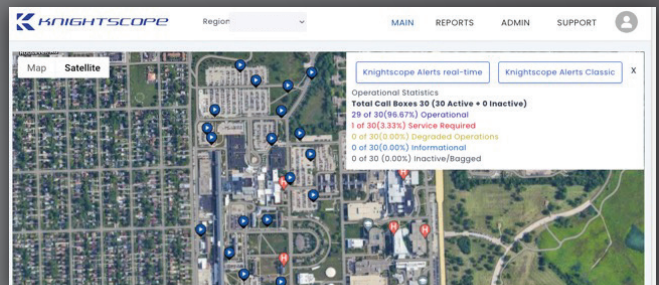 KNIGHTSCOPE
Region
MAIN
REPORTS
ADMIN
SUPPORT
Map
Satellite
Knightscope Alerts real-time
Knightscope Alerts Classic
X
Operational Statistics
Total Call Boxes 30 (30 Active + 0 Inactive)
29 of 30(96.67%) Operational
1 of 30(3.33%) Service Required
0 of 30(0.00%) Degraded Operations
0 of 30(0.00%) Informational
0 of 30 (0.00%) Inactive/Bagged
H
H
H
H
H